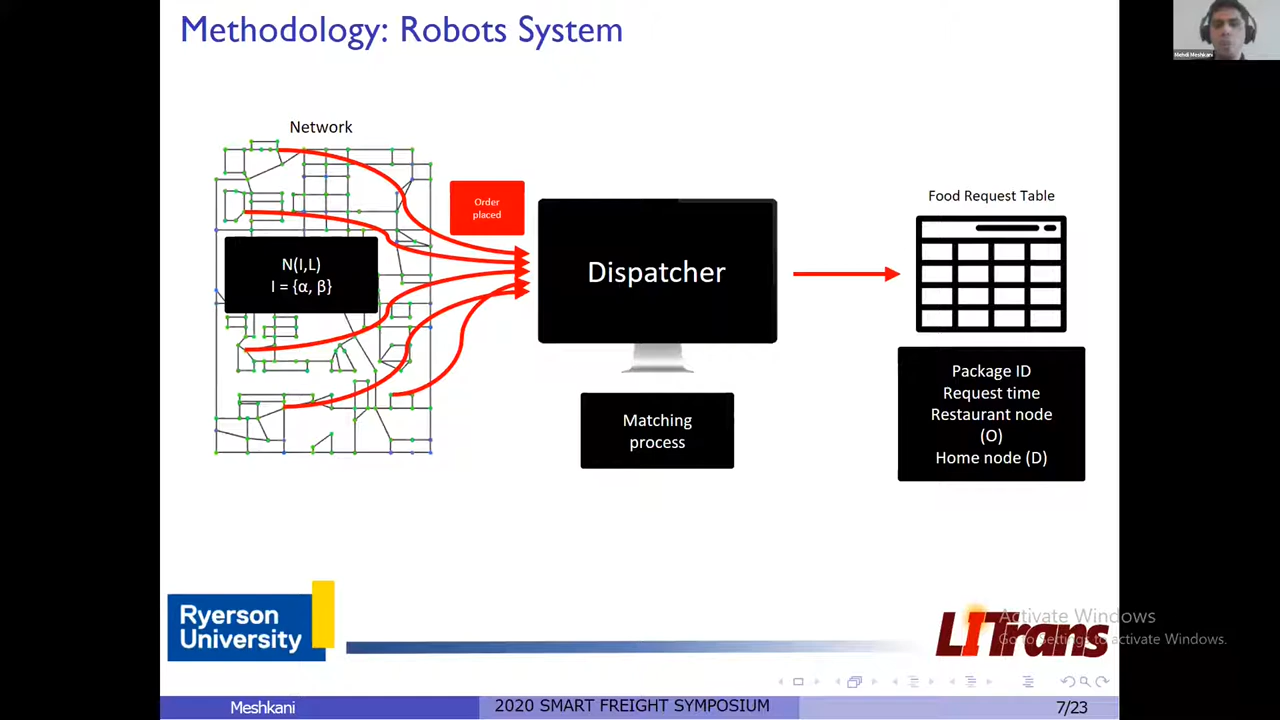 Methodology: Robots System
Mehdi Meshkani
Network
Order
placed
N(I,L)
I = {α, β}
Dispatcher
Matching
process
Food Request Table
Package ID
Request time
Restaurant node
(O)
Home node (D)
Ryerson
University
LITrans
Activate Windows
Go to Settings to activate Windows.
Meshkani
2020 SMART FREIGHT SYMPOSIUM
7/23